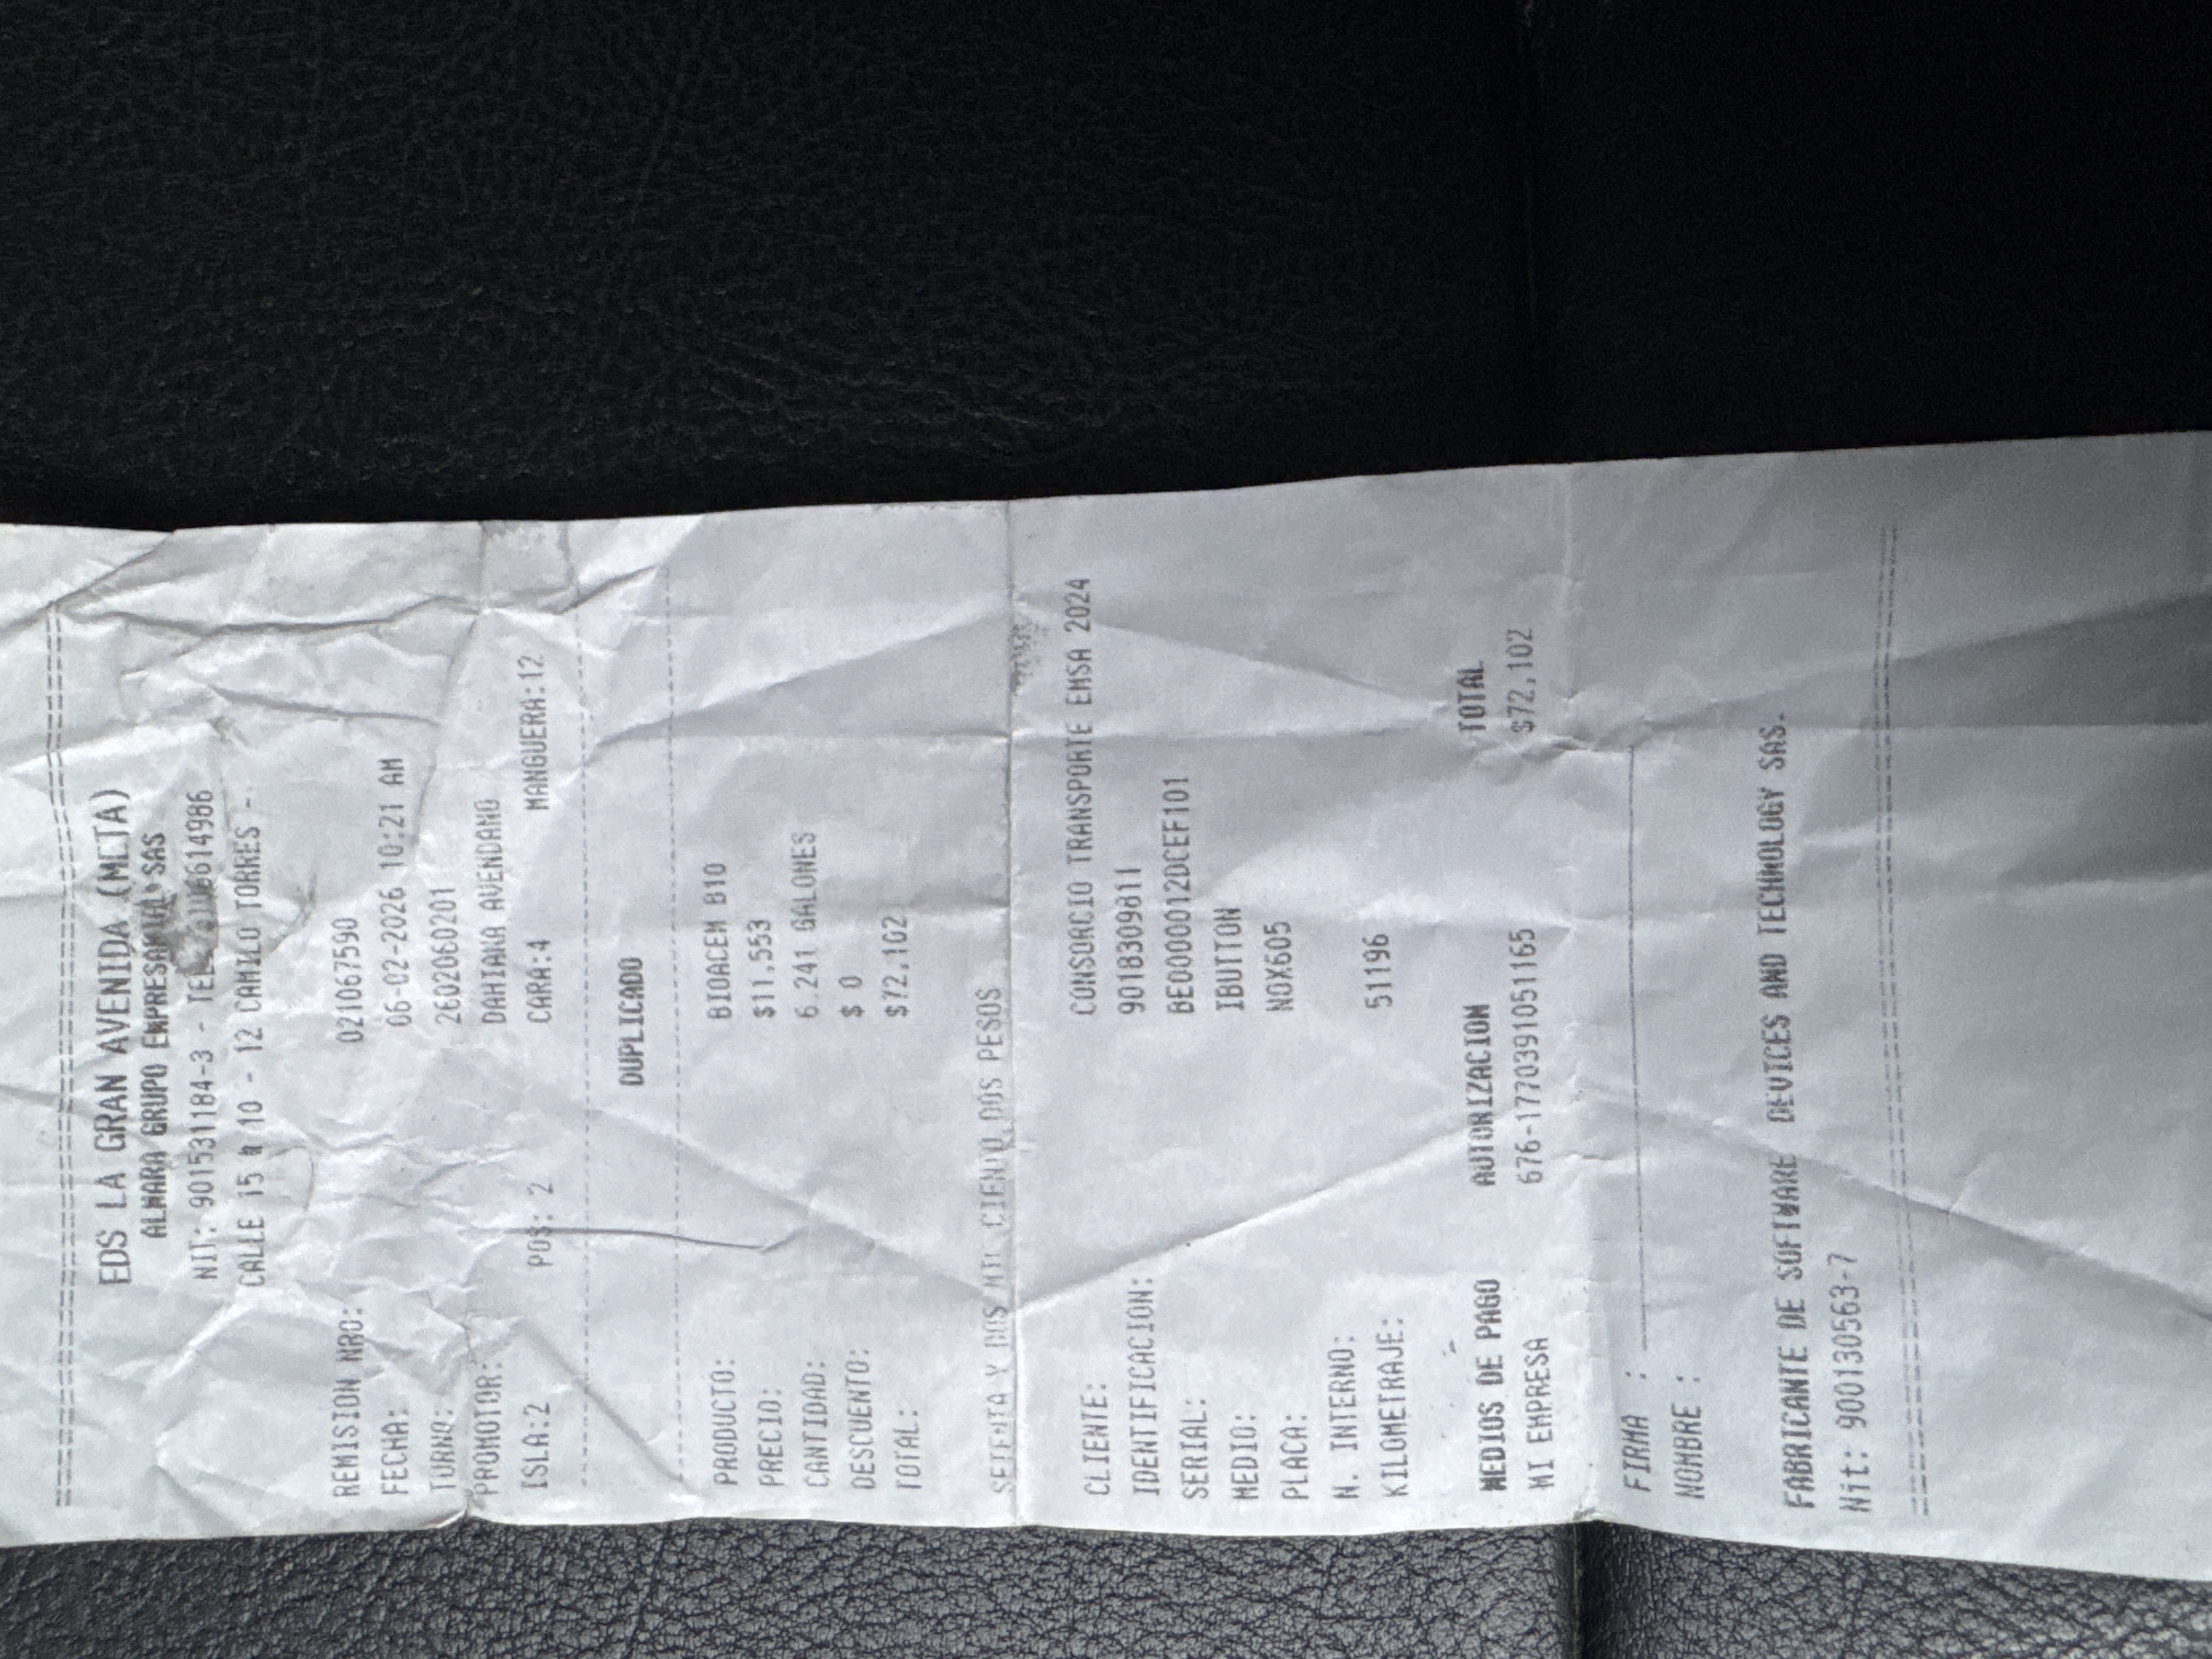 EDS LA GRAN AVENIDA (META)
ALMARA GRUPO EMPRESARIAL SAS
NIT: 901531184-3 - TEL:
CALLE 15 # 10 - 12 CAMILO TORRES -
REMISION NRO: 021067590
FECHA: 06-02-2026 10:21 AM
TURNO: 2602060201
PROMOTOR: DAHIANA AVENDANO
ISLA:2 POS: 2 CARA:4 MANGUERA:12
DUPLICADO
PRODUCTO: BIOACEM B10
PRECIO: $11,553
CANTIDAD: 6.241 GALONES
DESCUENTO: $ 0
TOTAL: $72,102
SETENTA Y DOS MIL CIENTO DOS PESOS
CLIENTE: CONSORCIO TRANSPORTE EMSA 2024
IDENTIFICACION: 9018309811
SERIAL: BE0000012DCEF101
MEDIO: IBUTTON
PLACA: NOX605
N. INTERNO:
KILOMETRAJE: 51196
MEDIOS DE PAGO AUTORIZACION TOTAL
MI EMPRESA 676-1770391051165 $72,102
FIRMA :
NOMBRE :
FABRICANTE DE SOFTWARE DEVICES AND TECHNOLOGY SAS.
Nit: 900130563-7